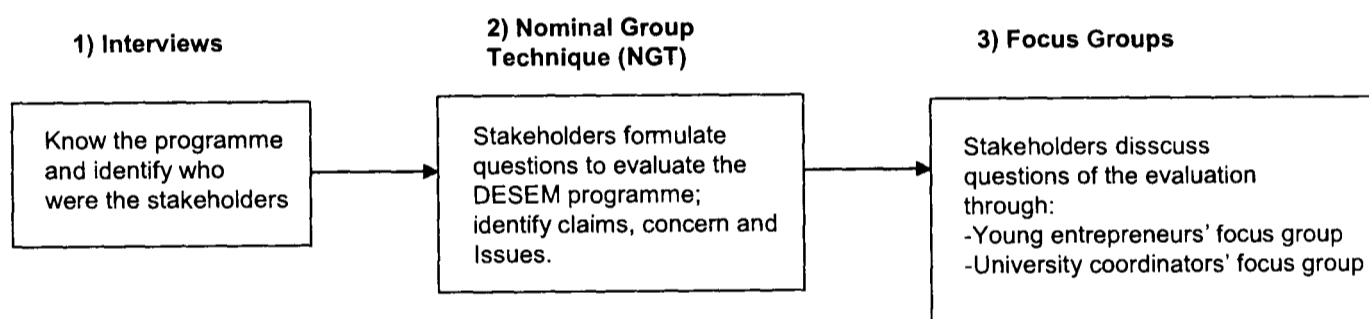 1) Interviews
Know the programme
and identify who
were the stakeholders
2) Nominal Group
Technique (NGT)
Stakeholders formulate
questions to evaluate the
DESEM programme;
identify claims, concern and
Issues.
3) Focus Groups
Stakeholders disscuss
questions of the evaluation
through:
-Young entrepreneurs' focus group
-University coordinators' focus group